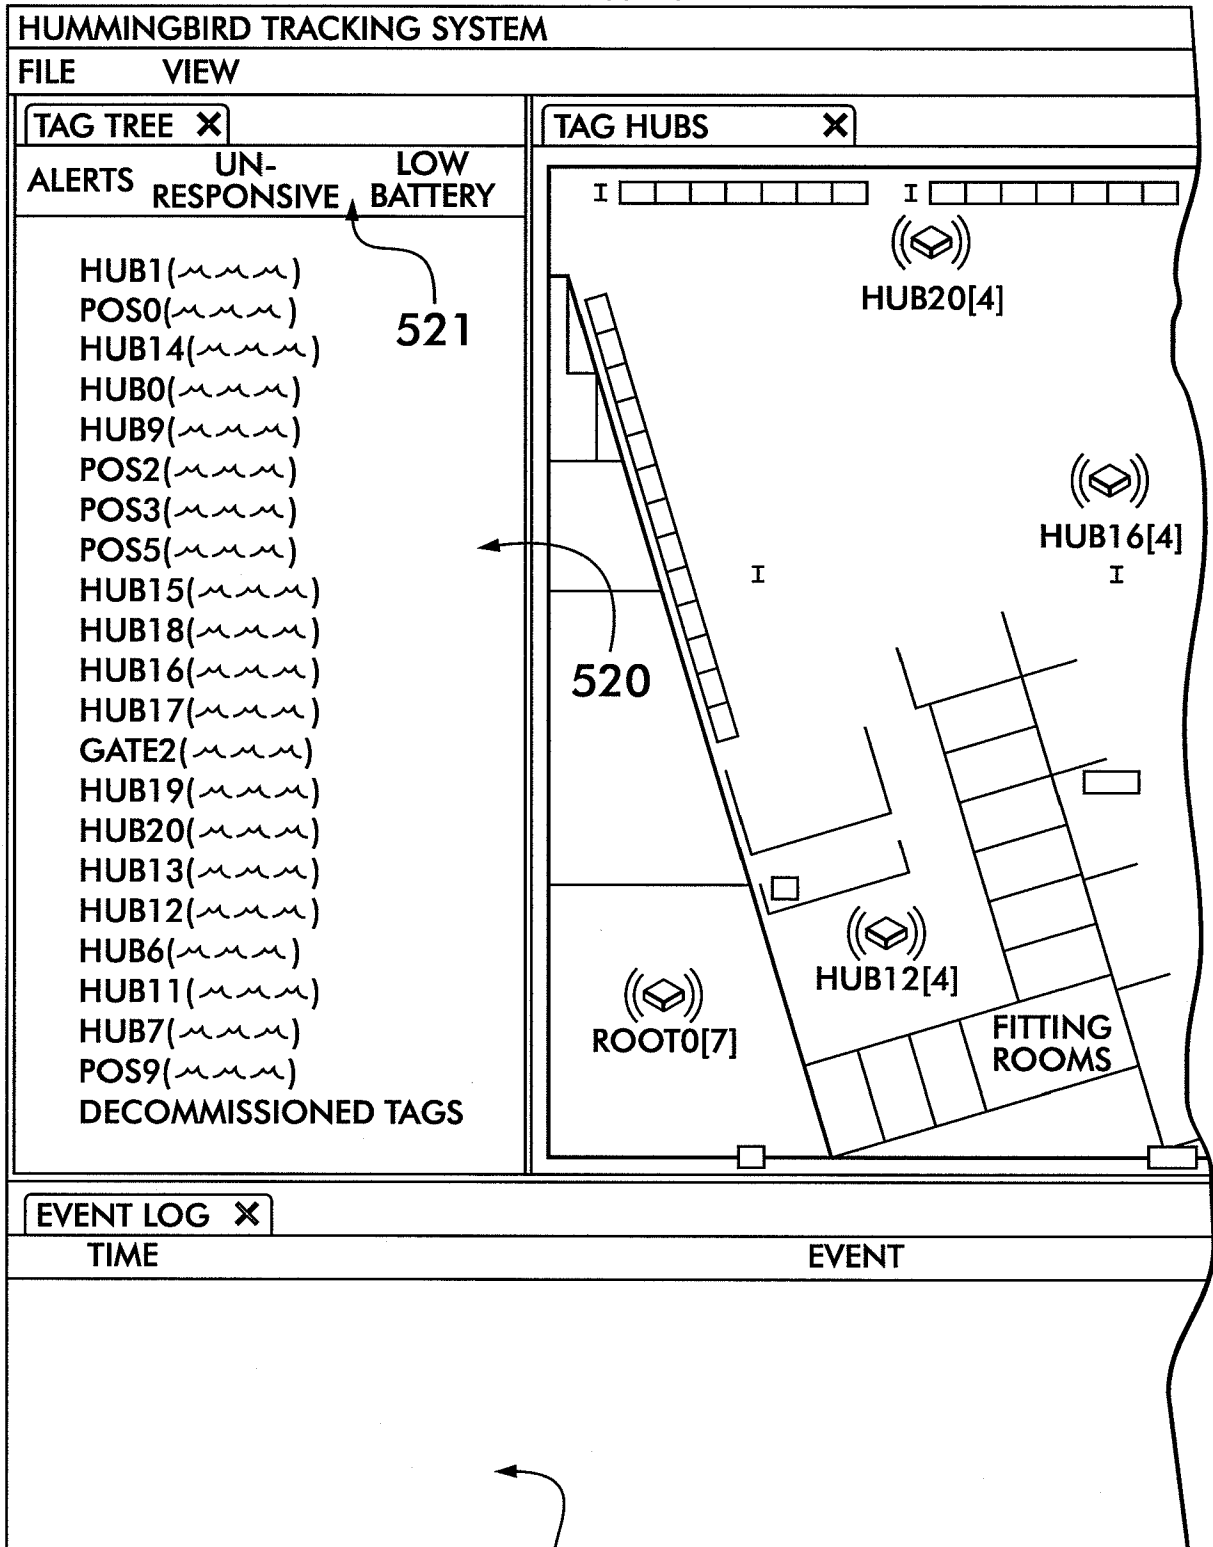 HUMMINGBIRD TRACKING SYSTEM
FILE VIEW
TAG TREE X
ALERTS UN-RESPONSIVE LOW BATTERY
521
HUB1( )
POS0( )
HUB14( )
HUB0( )
HUB9( )
POS2( )
POS3( )
POS5( )
HUB15( )
HUB18( )
HUB16( )
HUB17( )
GATE2( )
HUB19( )
HUB20( )
HUB13( )
HUB12( )
HUB6( )
HUB11( )
HUB7( )
POS9( )
DECOMMISSIONED TAGS
520
TAG HUBS X
I I
HUB20[4]
HUB16[4]
I I
HUB12[4]
ROOT0[7]
FITTING
ROOMS
EVENT LOG X
TIME EVENT